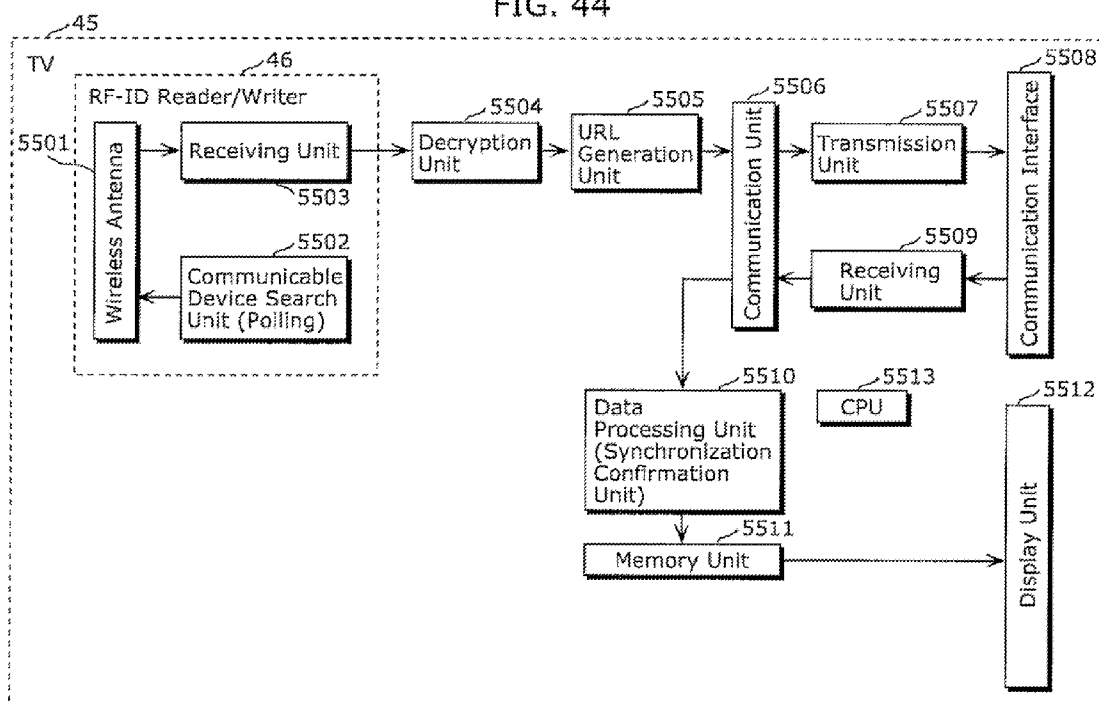 FIG. 44
45
TV
46
RF-ID Reader/Writer
5501
Wireless Antenna
Receiving Unit
5503
5502
Communicable
Device Search
Unit (Polling)
5504
Decryption
Unit
5505
URL
Generation
Unit
5506
Communication Unit
5507
Transmission
Unit
5508
Communication Interface
5509
Receiving
Unit
5510
Data
Processing Unit
(Synchronization
Confirmation
Unit)
5513
CPU
5511
Memory Unit
5512
Display Unit